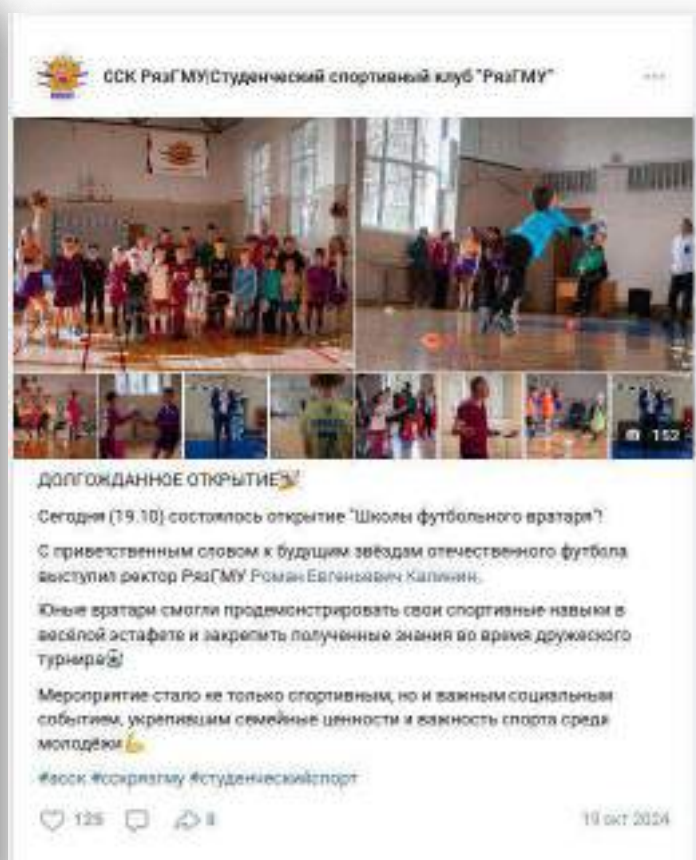 ССК РязГМУ|Студенческий спортивный клуб "РязГМУ"
152
ДОЛГОЖДАННОЕ ОТКРЫТИЕ
Сегодня (19.10) состоялось открытие "Школы футбольного вратаря"!
С приветственным словом к будущим звёздам отечественного футбола
выступил ректор РязГМУ Роман Евгеньевич Калинин.
Юные вратари смогли продемонстрировать свои спортивные навыки в
весёлой эстафете и закрепить полученные знания во время дружеского
турнира
Мероприятие стало не только спортивным, но и важным социальным
событием, укрепившим семейные ценности и важность спорта среди
молодёжи
#асск #сскрязгму #студенческийспорт
125 8 19 окт 2024